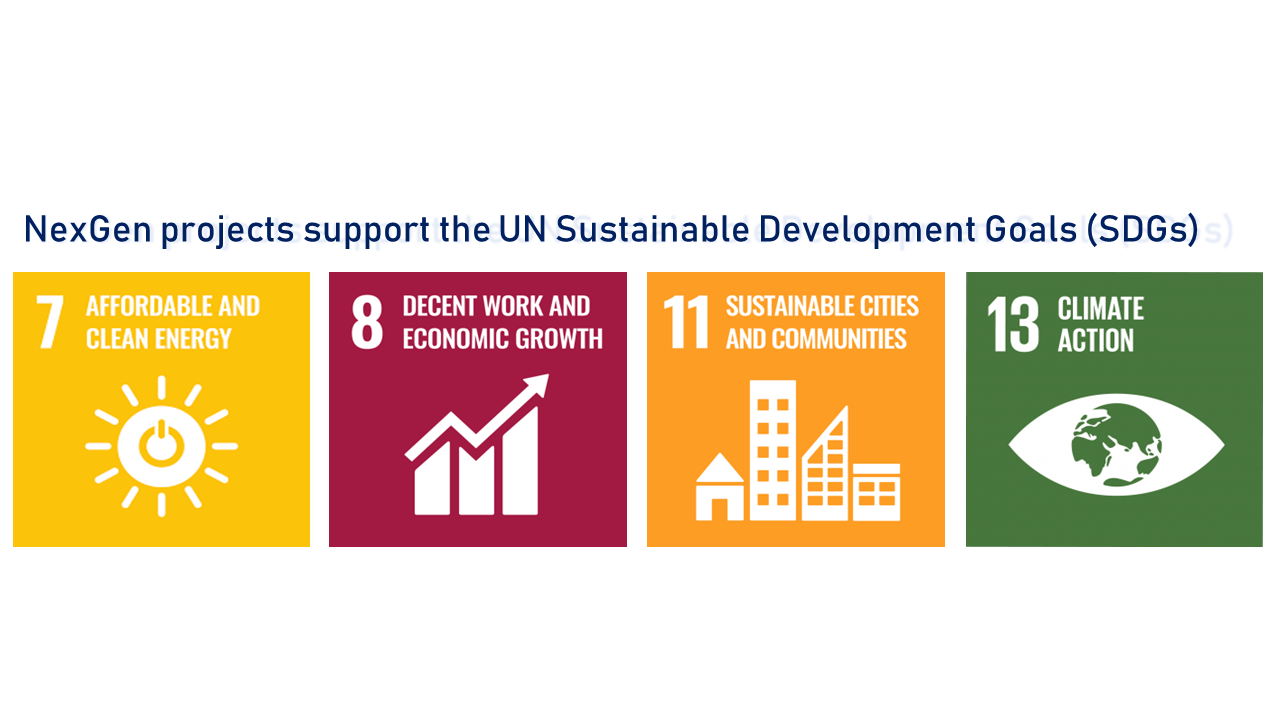 NexGen projects support the UN Sustainable Development Goals (SDGs)
7 AFFORDABLE AND
CLEAN ENERGY
8 DECENT WORK AND
ECONOMIC GROWTH
11 SUSTAINABLE CITIES
AND COMMUNITIES
13 CLIMATE
ACTION